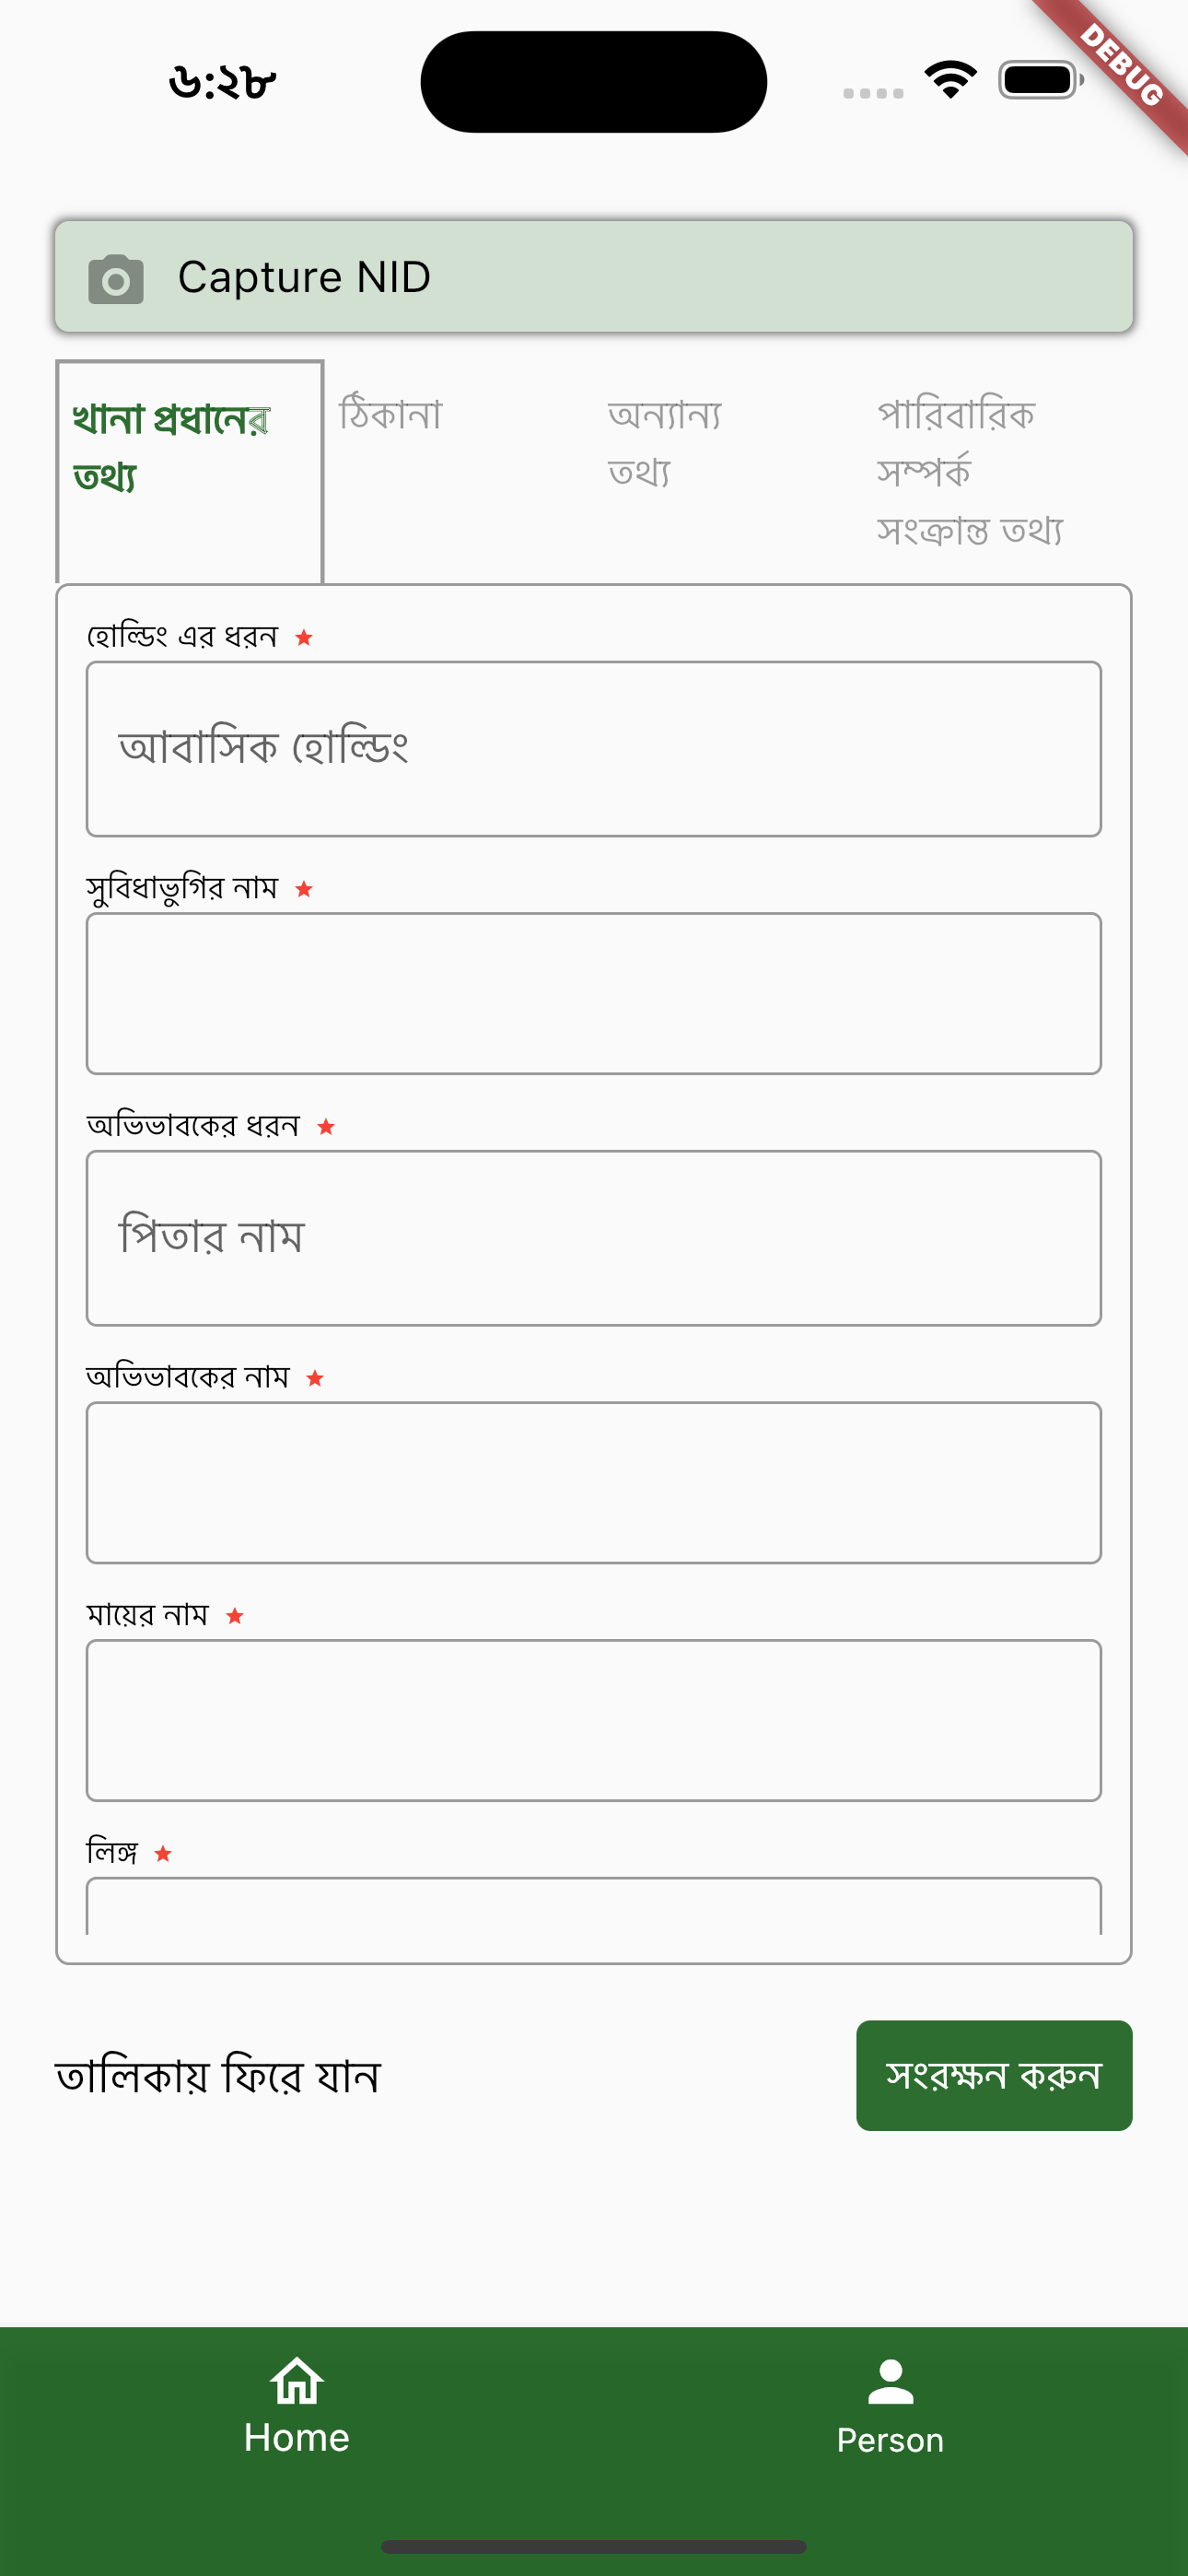 ৬:২৮
DEBUG
Capture NID
খানা প্রধানের
তথ্য
ঠিকানা
অন্যান্য
তথ্য
পারিবারিক
সম্পর্ক
সংক্রান্ত তথ্য
হোল্ডিং এর ধরন
আবাসিক হোল্ডিং
সুবিধাভুগির নাম
অভিভাবকের ধরন
পিতার নাম
অভিভাবকের নাম
মায়ের নাম
লিঙ্গ
তালিকায় ফিরে যান
সংরক্ষন করুন
Home
Person